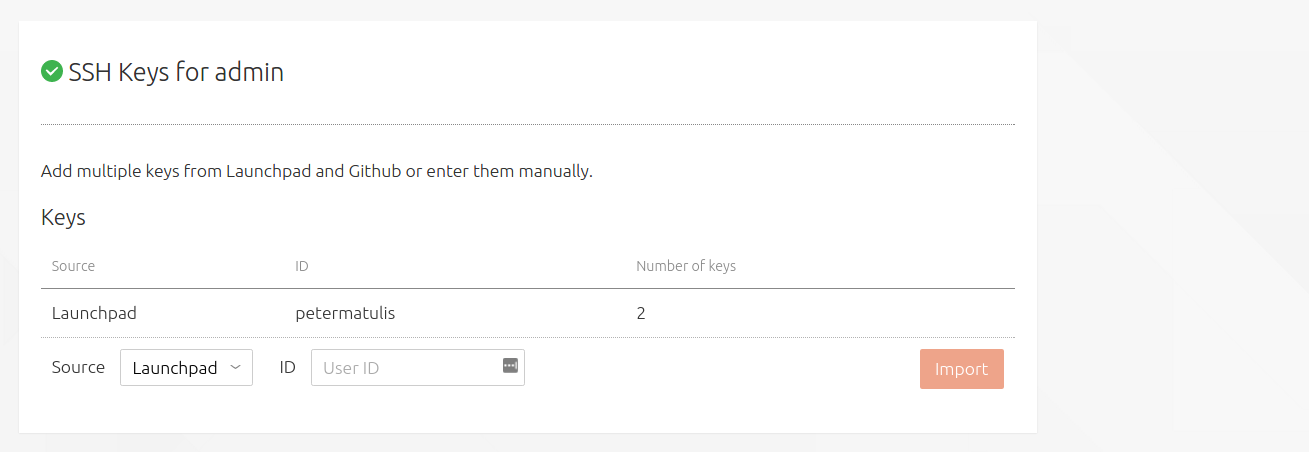 SSH Keys for admin
Add multiple keys from Launchpad and Github or enter them manually.
Keys
Source ID Number of keys
Launchpad petermatulis 2
Source Launchpad ID User ID Import